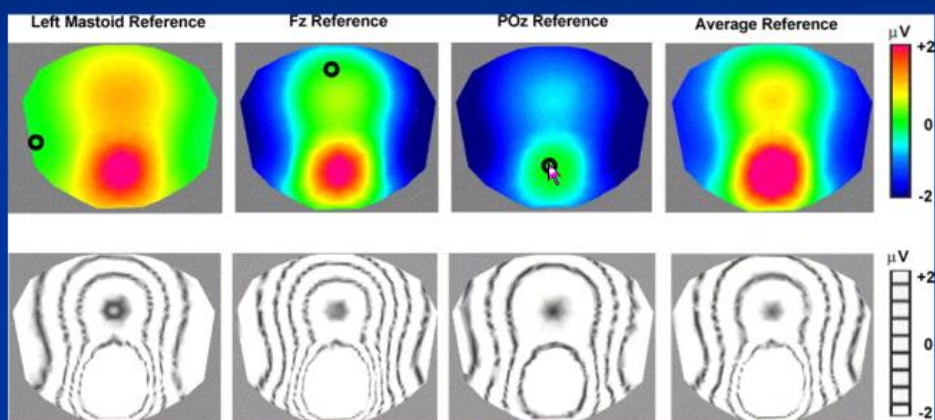 Left Mastoid Reference
Fz Reference
POz Reference
Average Reference
μV
+2
0
-2
μV
+2
0
-2